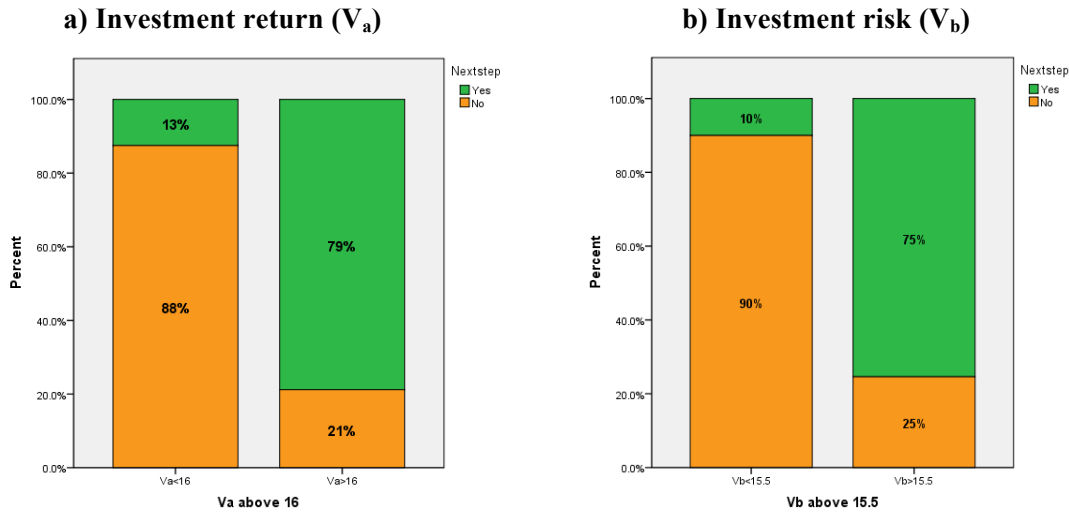 a) Investment return (Va)
Nextstep
Yes
No
100.0%
80.0%
60.0%
40.0%
20.0%
0.0%
Percent
13%
88%
79%
21%
Va<16
Va>16
Va above 16
b) Investment risk (Vb)
Nextstep
Yes
No
100.0%
80.0%
60.0%
40.0%
20.0%
0.0%
Percent
10%
90%
75%
25%
Vb<15.5
Vb>15.5
Vb above 15.5